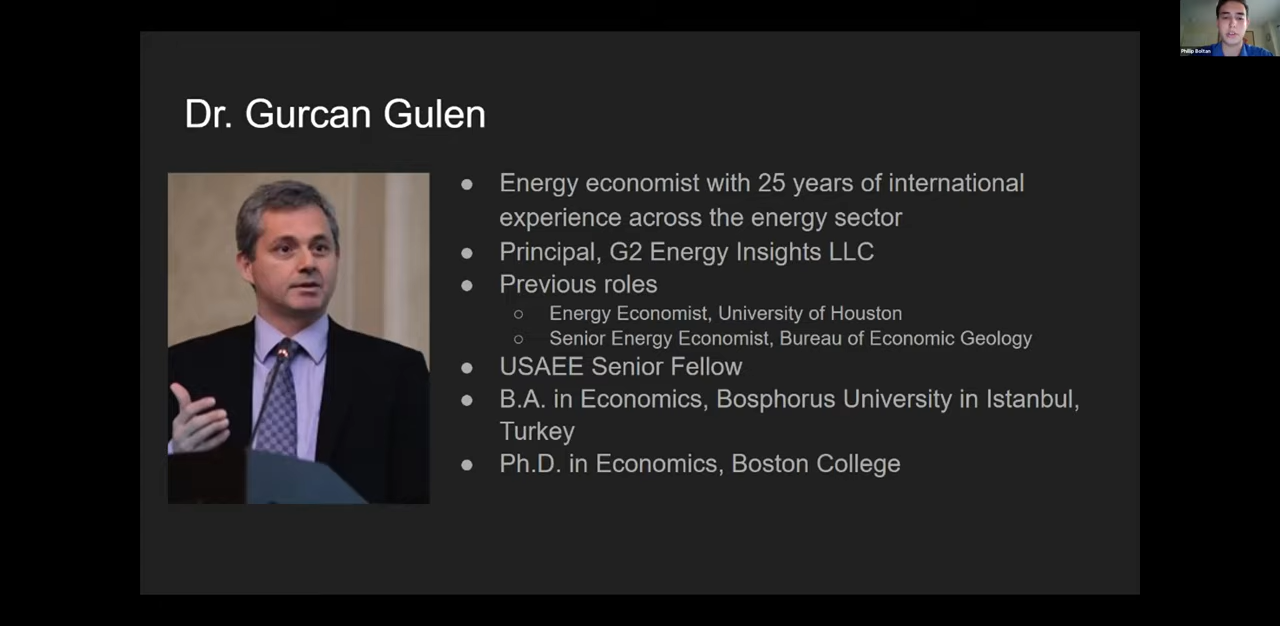 Dr. Gurcan Gulen
● Energy economist with 25 years of international
experience across the energy sector
● Principal, G2 Energy Insights LLC
● Previous roles
○ Energy Economist, University of Houston
○ Senior Energy Economist, Bureau of Economic Geology
● USAEE Senior Fellow
● B.A. in Economics, Bosphorus University in Istanbul,
Turkey
● Ph.D. in Economics, Boston College
Philip Bolton